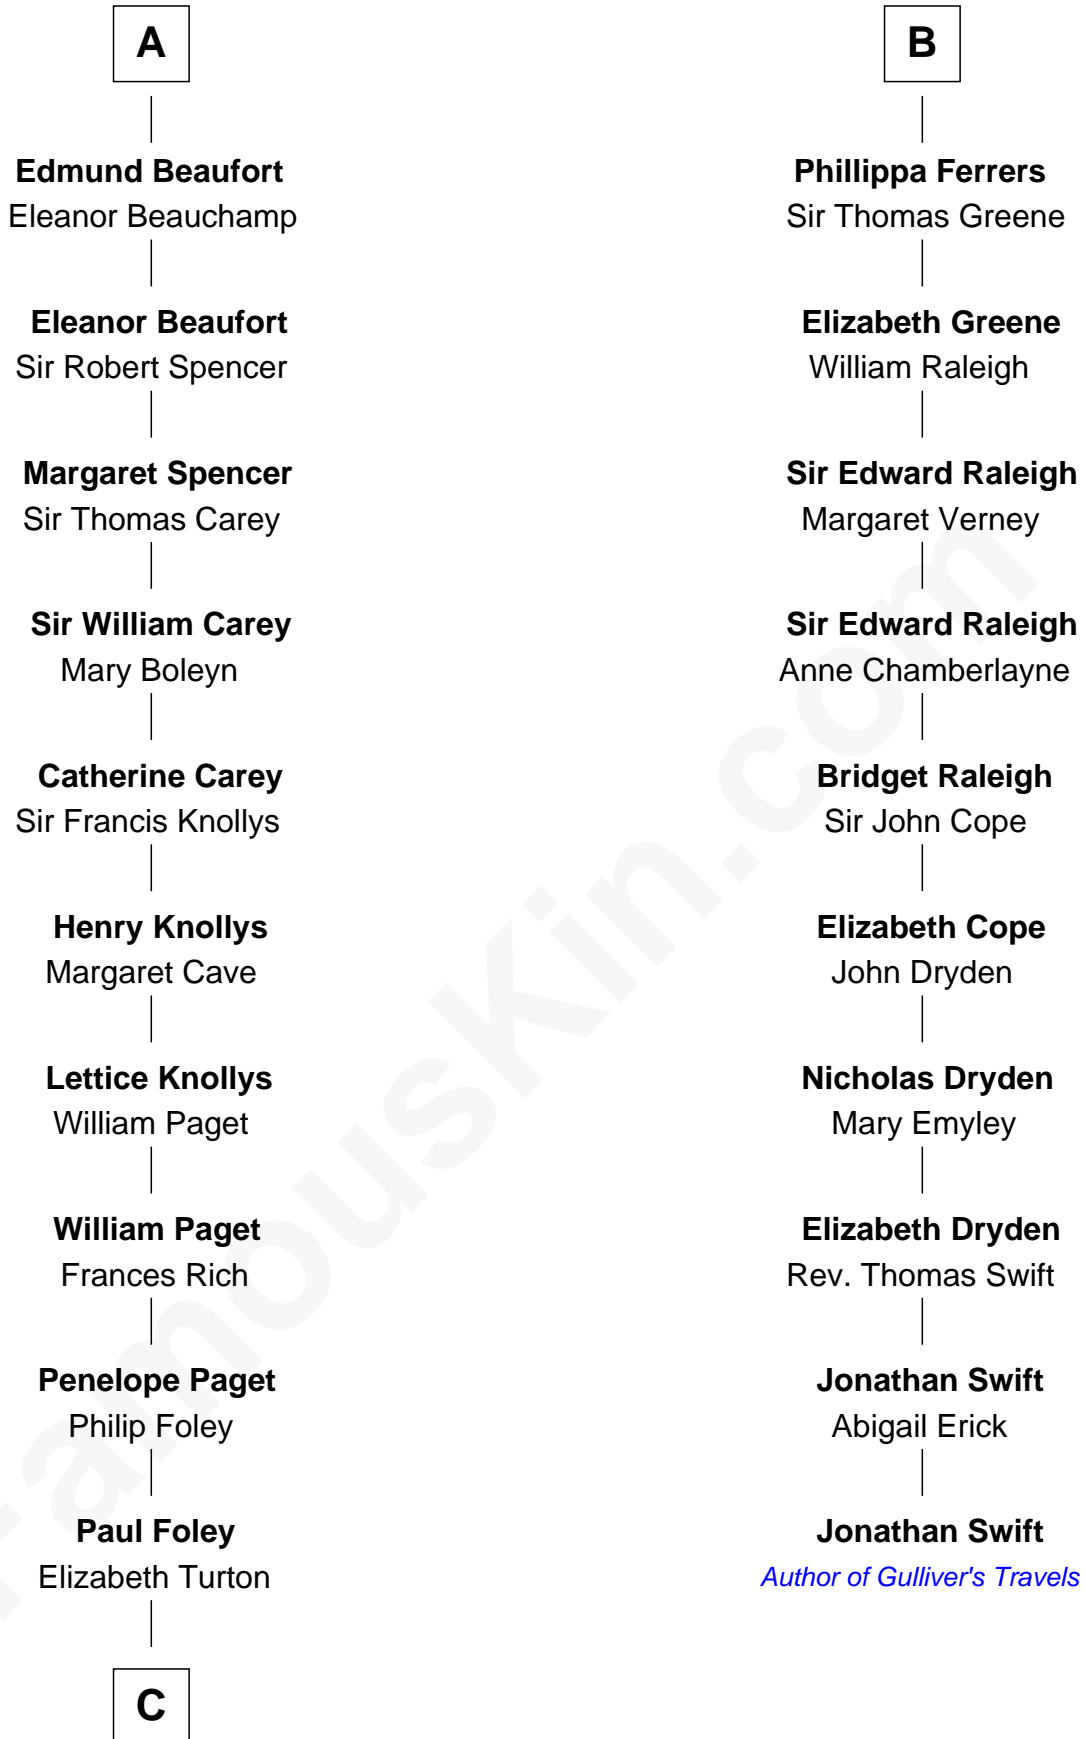 A
Edmund Beaufort
Eleanor Beauchamp
Eleanor Beaufort
Sir Robert Spencer
Margaret Spencer
Sir Thomas Carey
Sir William Carey
Mary Boleyn
Catherine Carey
Sir Francis Knollys
Henry Knollys
Margaret Cave
Lettice Knollys
William Paget
William Paget
Frances Rich
Penelope Paget
Philip Foley
Paul Foley
Elizabeth Turton
C
B
Phillippa Ferrers
Sir Thomas Greene
Elizabeth Greene
William Raleigh
Sir Edward Raleigh
Margaret Verney
Sir Edward Raleigh
Anne Chamberlayne
Bridget Raleigh
Sir John Cope
Elizabeth Cope
John Dryden
Nicholas Dryden
Mary Emyley
Elizabeth Dryden
Rev. Thomas Swift
Jonathan Swift
Abigail Erick
Jonathan Swift
Author of Gulliver's Travels
FamousKin.com